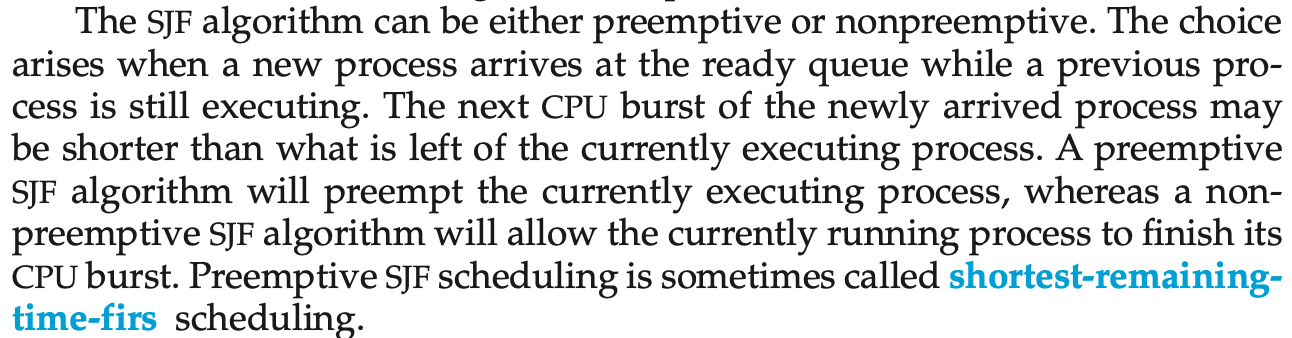 The SJF algorithm can be either preemptive or nonpreemptive. The choice
arises when a new process arrives at the ready queue while a previous pro-
cess is still executing. The next CPU burst of the newly arrived process may
be shorter than what is left of the currently executing process. A preemptive
SJF algorithm will preempt the currently executing process, whereas a non-
preemptive SJF algorithm will allow the currently running process to finish its
CPU burst. Preemptive SJF scheduling is sometimes called shortest-remaining-
time-firs scheduling.